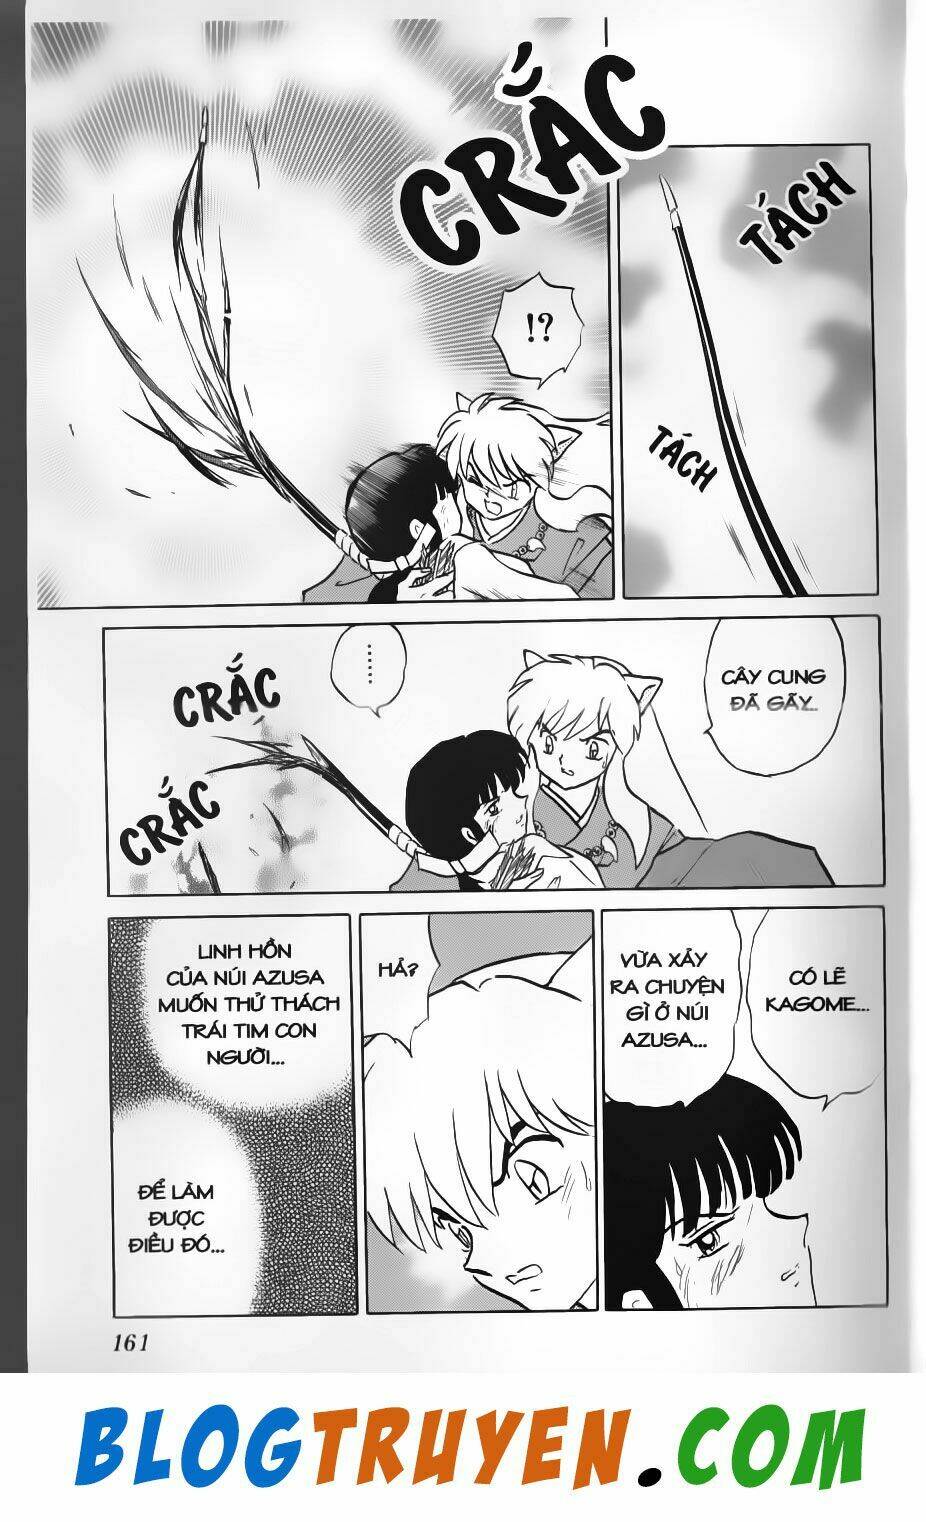 TÁCH
TÁCH
CRẮC
!?
CÂY CUNG
ĐÃ GÃY...
......
CRẮC
CRẮC
CÓ LẼ
KAGOME...
VỪA XẢY
RA CHUYỆN
GÌ Ở NÚI
AZUSA...
HẢ?
LINH HỒN
CỦA NÚI AZUSA
MUỐN THỬ THÁCH
TRÁI TIM CON
NGƯỜI...
ĐỂ LÀM
ĐƯỢC
ĐIỀU ĐÓ...
161
BLOGTRUYEN.COM